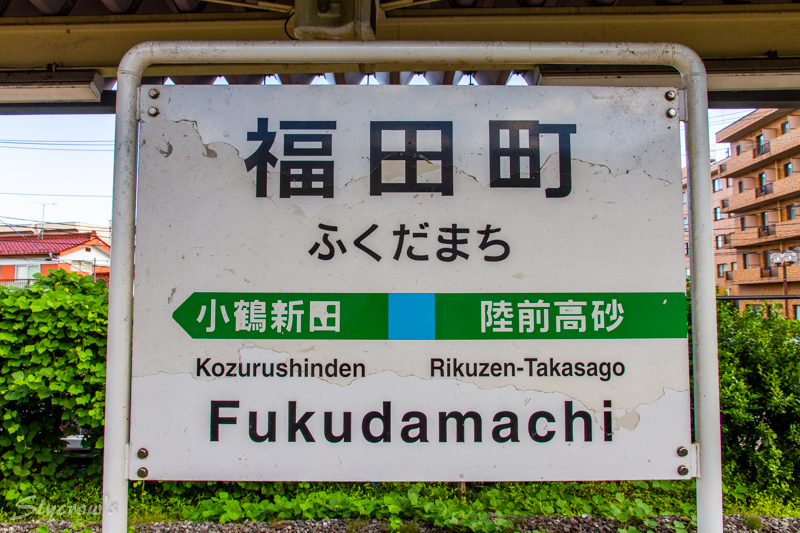 福田町
ふくだまち
小鶴新田 陸前高砂
Kozurushinden Rikuzen-Takasago
Fukudamachi
Slycrow's